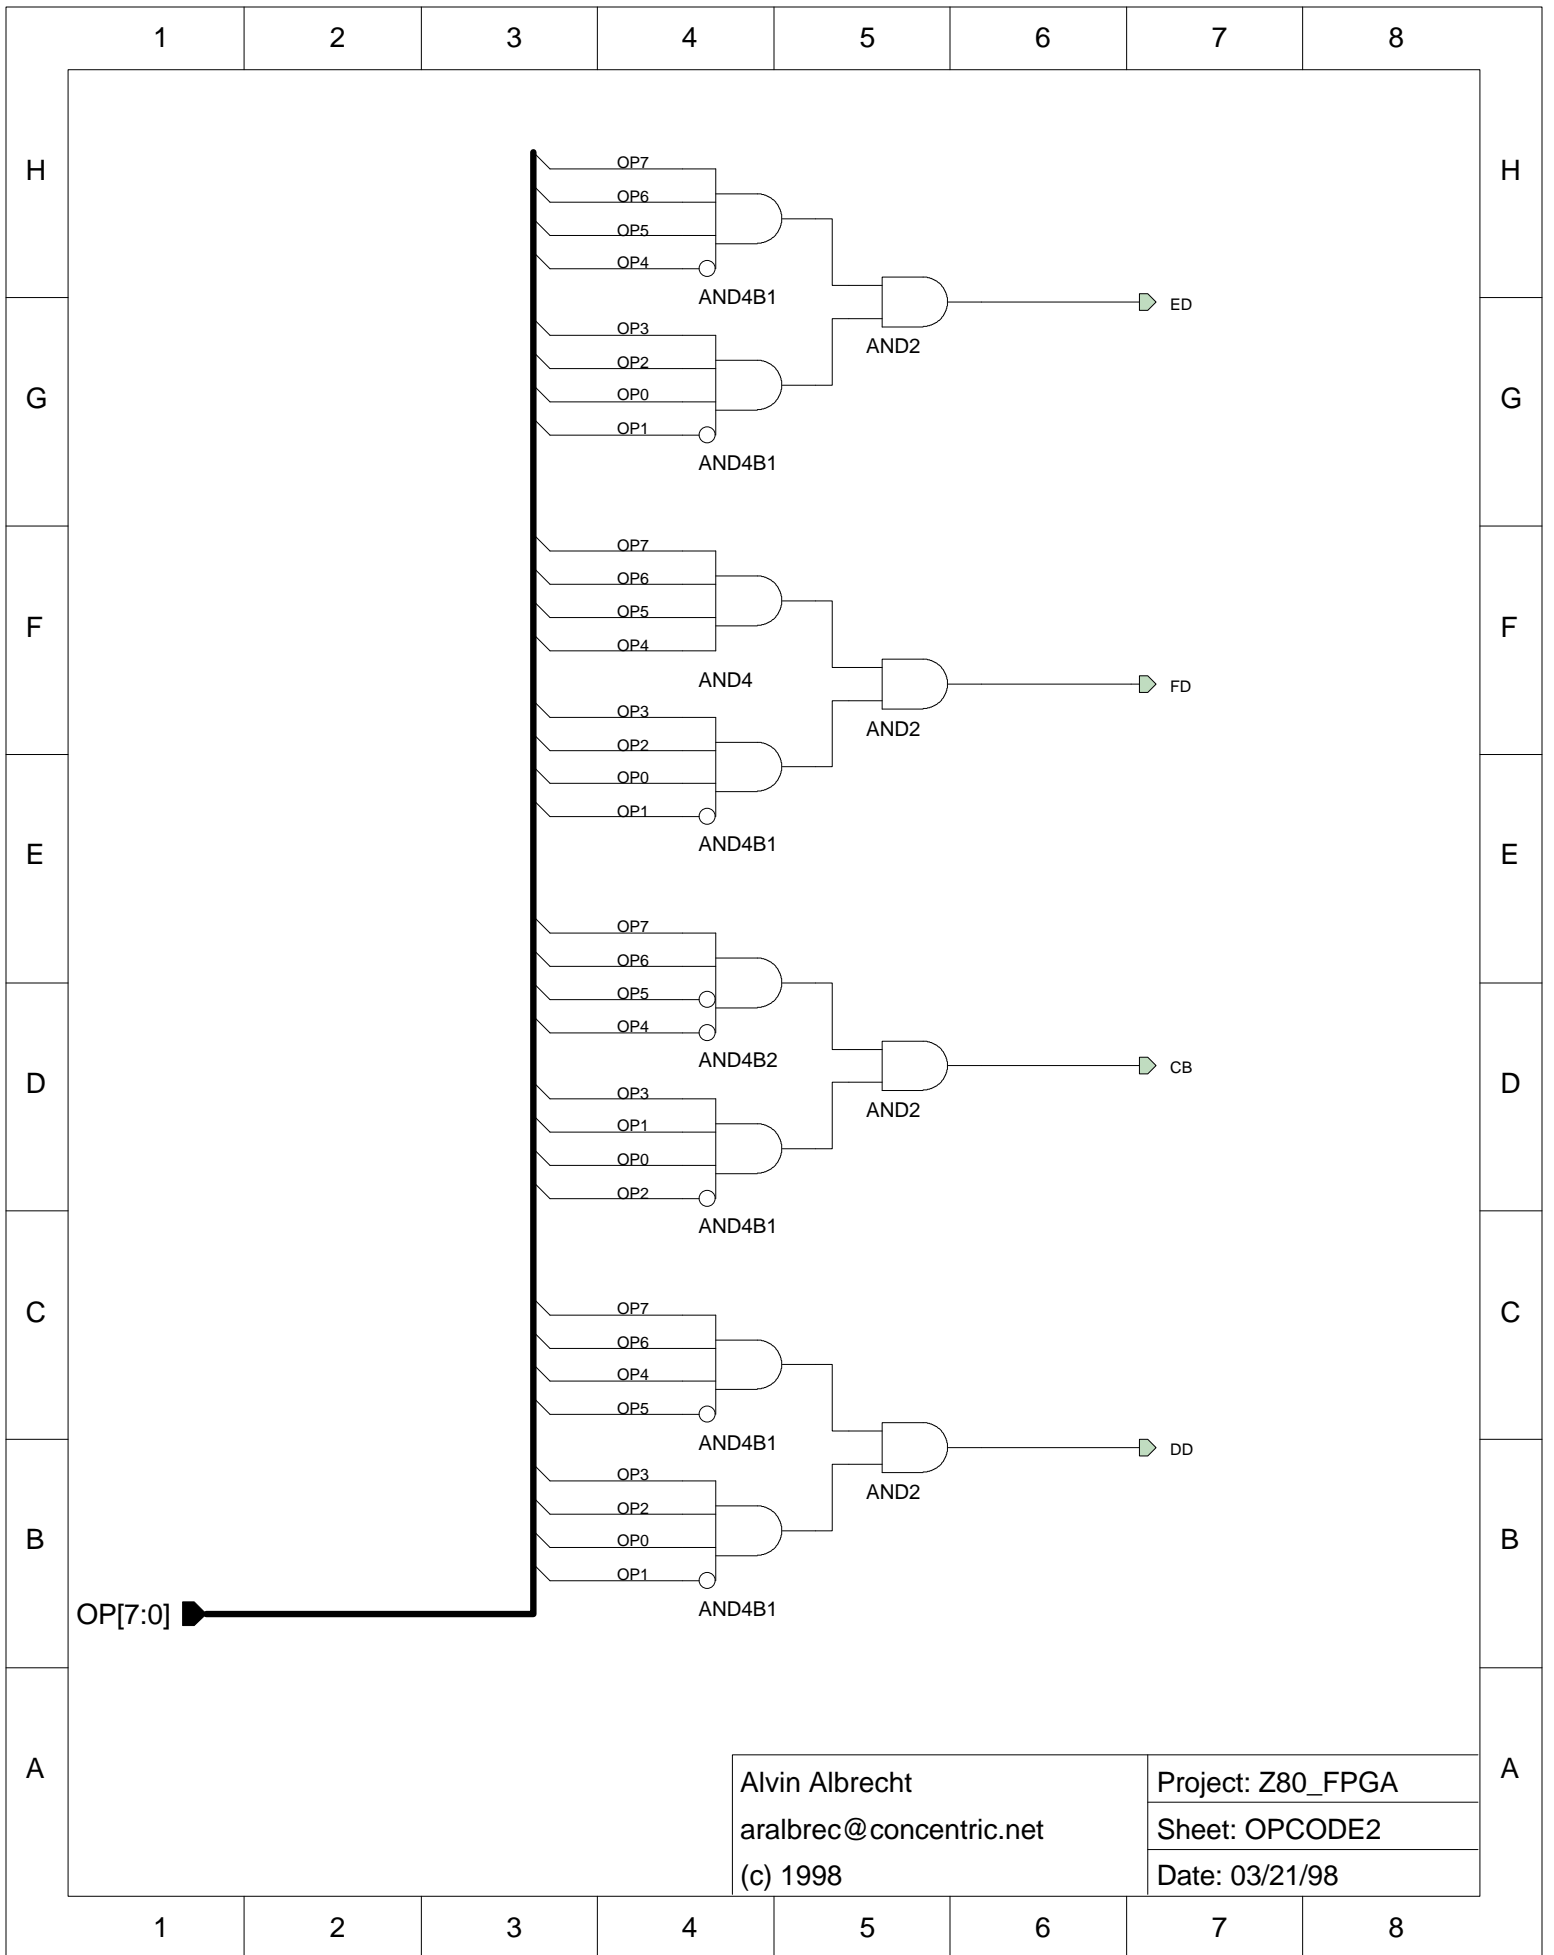 1 2 3 4 5 6 7 8
H H
OP7
OP6
OP5
OP4
AND4B1
ED
AND2
G G
OP3
OP2
OP0
OP1
AND4B1
F F
OP7
OP6
OP5
OP4
AND4
FD
AND2
OP3
OP2
OP0
OP1
AND4B1
E E
OP7
OP6
OP5
OP4
AND4B2
CB
AND2
D D
OP3
OP1
OP0
OP2
AND4B1
C C
OP7
OP6
OP4
OP5
AND4B1
DD
AND2
B B
OP3
OP2
OP0
OP1
AND4B1
OP[7:0]
A A
Alvin Albrecht
aralbrec@concentric.net
(c) 1998
Project: Z80_FPGA
Sheet: OPCODE2
Date: 03/21/98
1 2 3 4 5 6 7 8